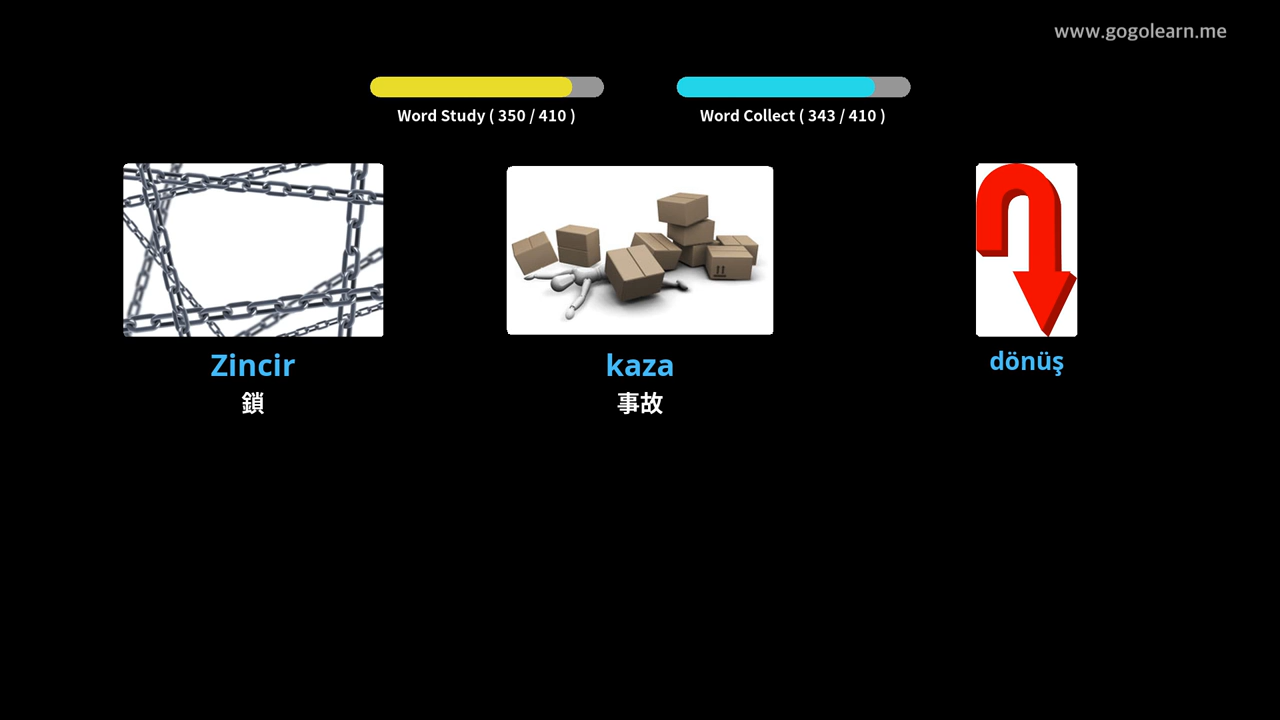 www.gogolearn.me
Word Study ( 350 / 410 )
Word Collect ( 343 / 410 )
Zincir
鎖
kaza
事故
dönüş